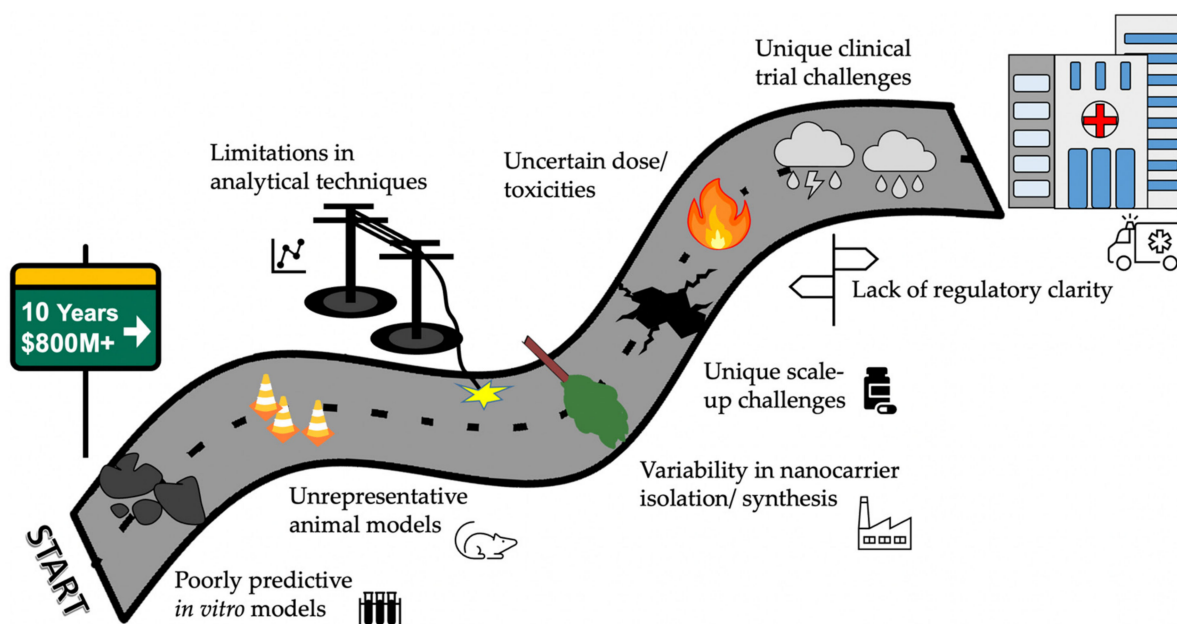 Unique clinical
trial challenges
Limitations in
analytical techniques
Uncertain dose/
toxicities
10 Years
$800M+
Lack of regulatory clarity
Unique scale-
up challenges
Variability in nanocarrier
isolation/ synthesis
Unrepresentative
animal models
START
Poorly predictive
in vitro models